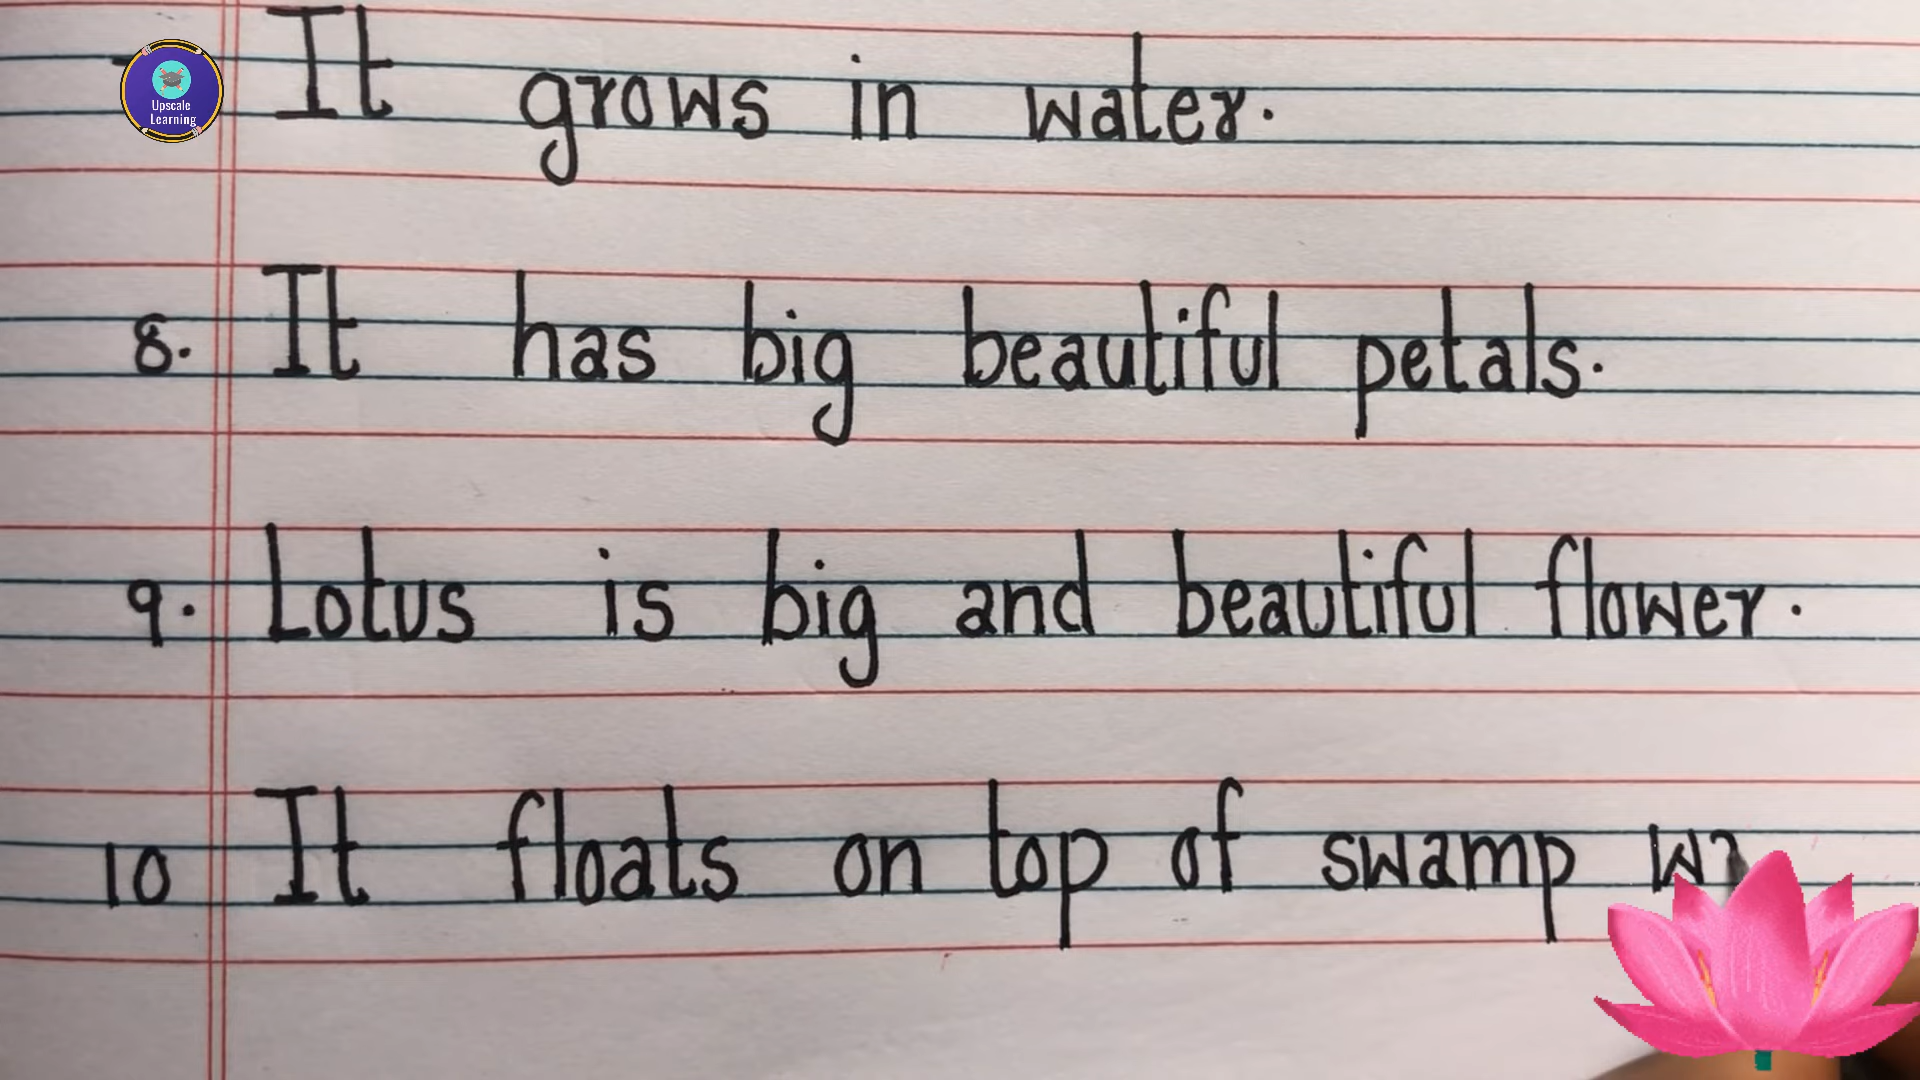 Upscale
Learning
It grows in water.
8. It has big beautiful petals.
9. Lotus is big and beautiful flower.
10 It floats on top of swamp